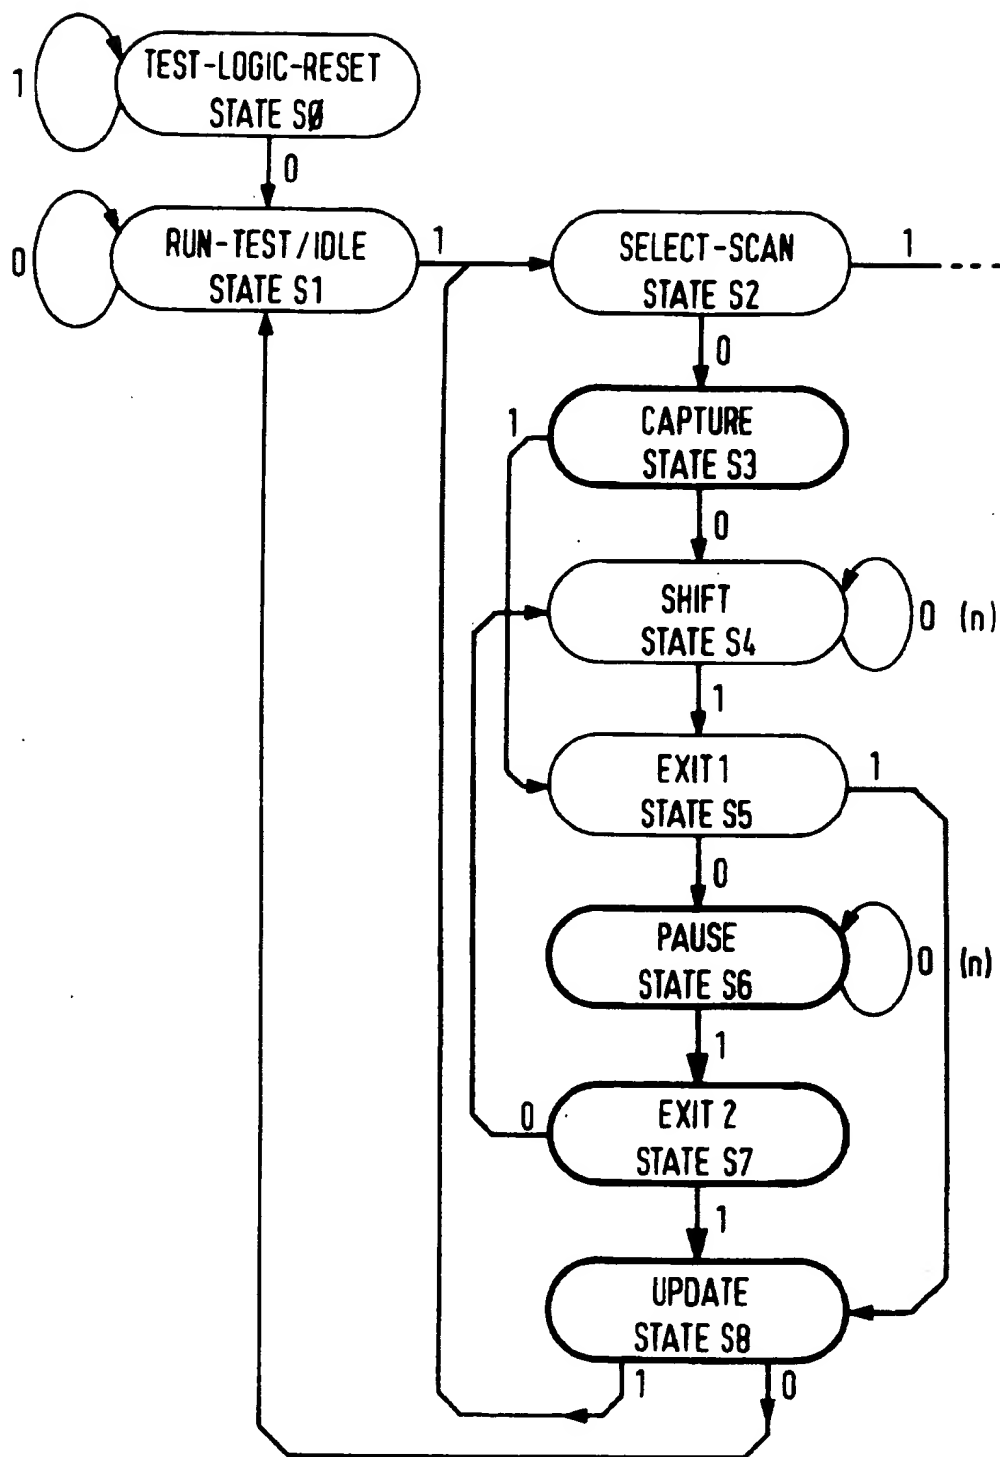 TEST-LOGIC-RESET
STATE SØ
1
0
RUN-TEST/IDLE
STATE S1
0
1
SELECT-SCAN
STATE S2
1
0
CAPTURE
STATE S3
1
0
SHIFT
STATE S4
0 (n)
1
EXIT 1
STATE S5
1
0
PAUSE
STATE S6
0 (n)
1
EXIT 2
STATE S7
0
1
UPDATE
STATE S8
1
0